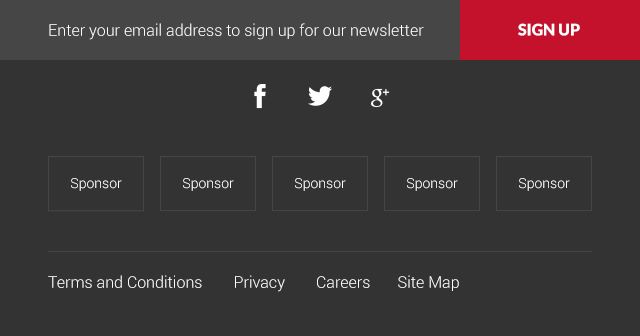 Enter your email address to sign up for our newsletter SIGN UP
f g+
Sponsor Sponsor Sponsor Sponsor Sponsor
Terms and Conditions Privacy Careers Site Map